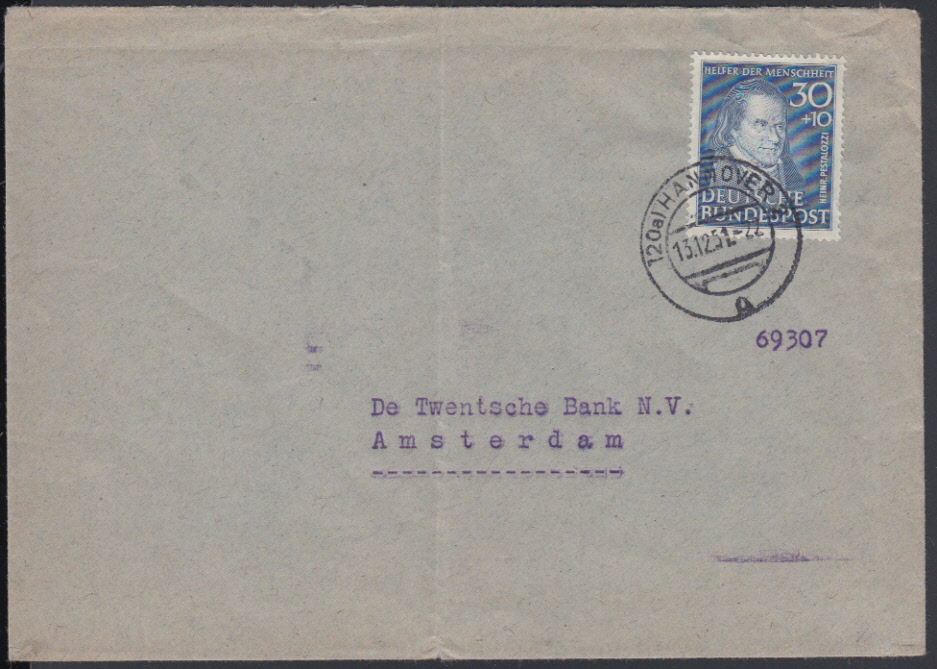 HELFER DER MENSCHHEIT
30
+10
HEINR. PESTALOZZI
DEUTSCHE
BUNDESPOST
(20a) HANNOVER
13.12.51.-22
a
69307
De Twentsche Bank N.V.
Amsterdam